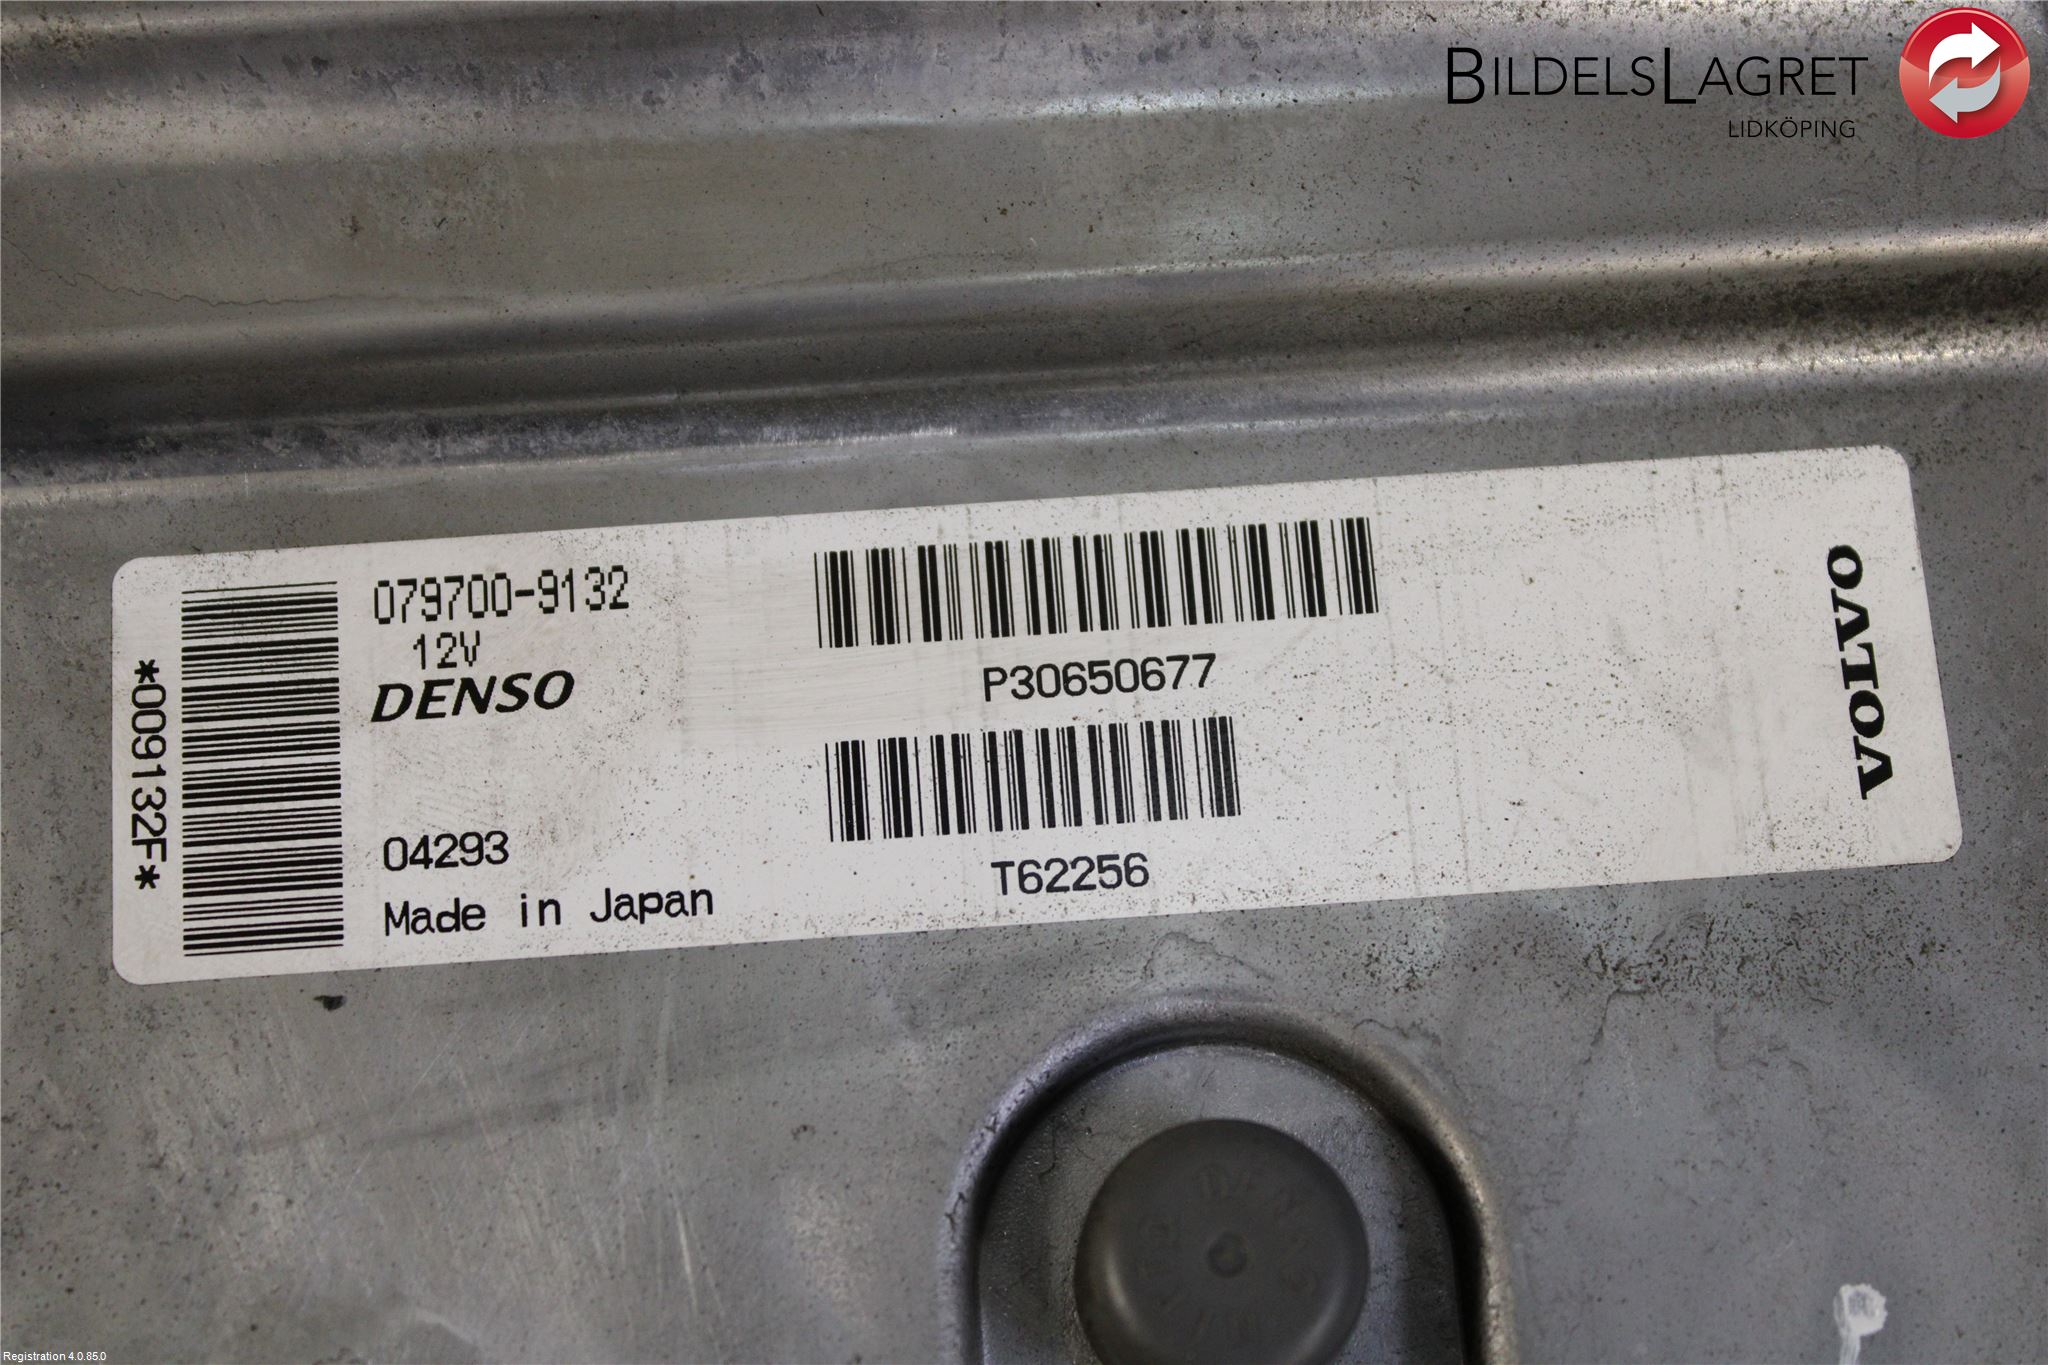 BILDELSLAGRET
LIDKÖPING
079700-9132
12V
DENSO
*009132F*
04293
Made in Japan
P30650677
T62256
VOLVO
DENSO
Registration 4.0.85.0